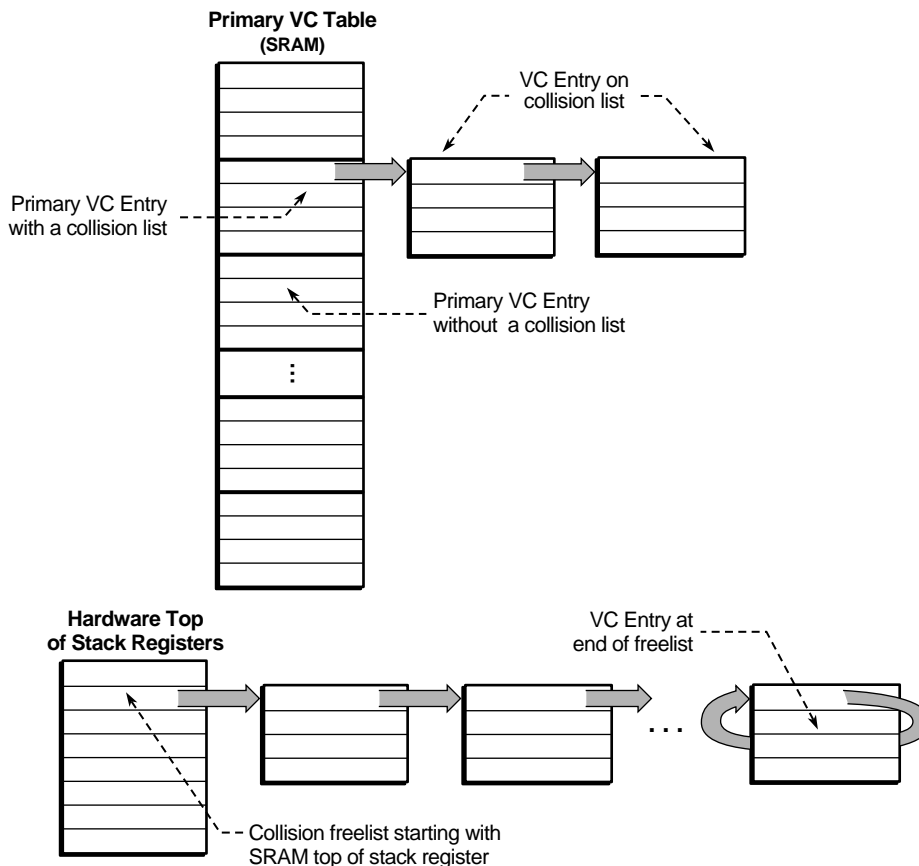 Primary VC Table
(SRAM)
VC Entry on
collision list
Primary VC Entry
with a collision list
Primary VC Entry
without a collision list
...
Hardware Top
of Stack Registers
VC Entry at
end of freelist
. . .
Collision freelist starting with
SRAM top of stack register